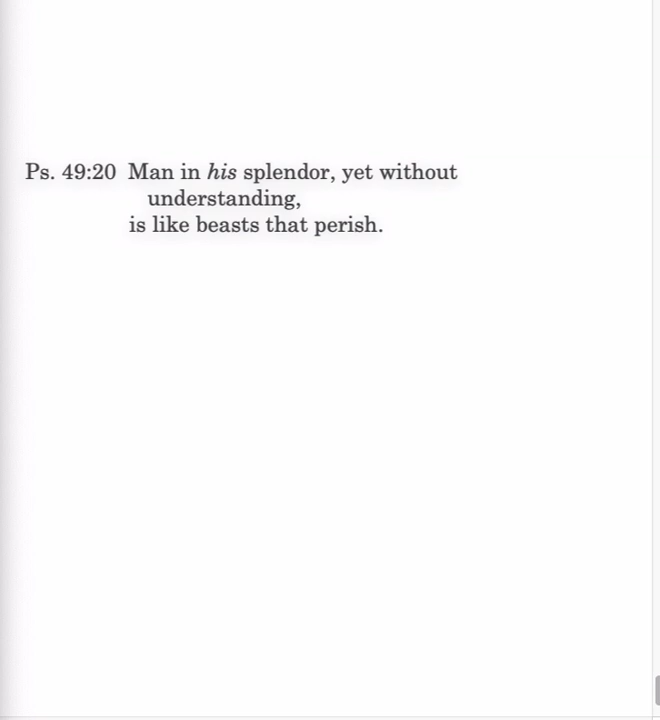 Ps. 49:20 Man in his splendor, yet without
understanding,
is like beasts that perish.